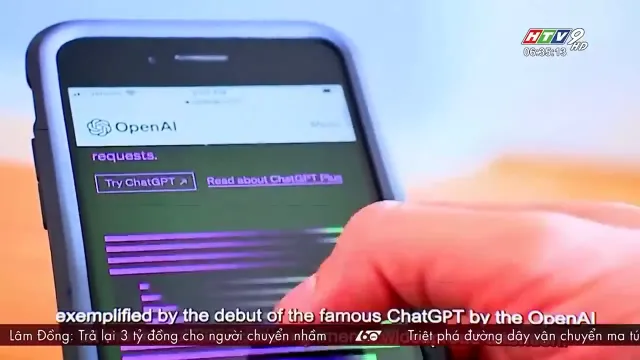 HTV9
HD
06:35:13
OpenAI
requests.
Try ChatGPT ↗
Read about ChatGPT Plus
exemplified by the debut of the famous ChatGPT by the OpenAI
Lâm Đồng: Trả lại 3 tỷ đồng cho người chuyển nhầm
60
Triệt phá đường dây vận chuyển ma tú